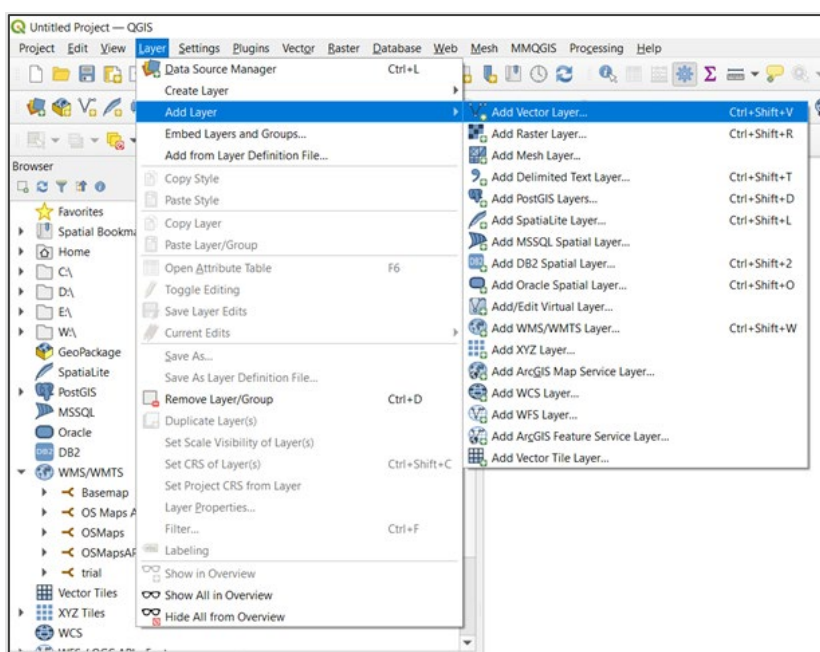 Untitled Project — QGIS
Project Edit View Layer Settings Plugins Vector Raster Database Web Mesh MMQGIS Processing Help
Data Source Manager Ctrl+L
Create Layer
Add Layer
Embed Layers and Groups...
Add from Layer Definition File...
Copy Style
Paste Style
Copy Layer
Paste Layer/Group
Open Attribute Table F6
Toggle Editing
Save Layer Edits
Current Edits
Save As...
Save As Layer Definition File...
Remove Layer/Group Ctrl+D
Duplicate Layer(s)
Set Scale Visibility of Layer(s)
Set CRS of Layer(s) Ctrl+Shift+C
Set Project CRS from Layer
Layer Properties...
Filter... Ctrl+F
Labeling
Show in Overview
Show All in Overview
Hide All from Overview
Add Vector Layer... Ctrl+Shift+V
Add Raster Layer... Ctrl+Shift+R
Add Mesh Layer...
Add Delimited Text Layer... Ctrl+Shift+T
Add PostGIS Layers... Ctrl+Shift+D
Add SpatiaLite Layer... Ctrl+Shift+L
Add MSSQL Spatial Layer...
Add DB2 Spatial Layer... Ctrl+Shift+2
Add Oracle Spatial Layer... Ctrl+Shift+O
Add/Edit Virtual Layer...
Add WMS/WMTS Layer... Ctrl+Shift+W
Add XYZ Layer...
Add ArcGIS Map Service Layer...
Add WCS Layer...
Add WFS Layer...
Add ArcGIS Feature Service Layer...
Add Vector Tile Layer...
Browser
Favorites
Spatial Bookma
Home
C:\
D:\
E:\
W:\
GeoPackage
SpatiaLite
PostGIS
MSSQL
Oracle
DB2
WMS/WMTS
Basemap
OS Maps A
OSMaps
OSMapsAP
trial
Vector Tiles
XYZ Tiles
WCS